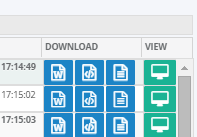 DOWNLOAD VIEW
17:14:49 W </>
17:15:02 W </>
17:15:03 W </>